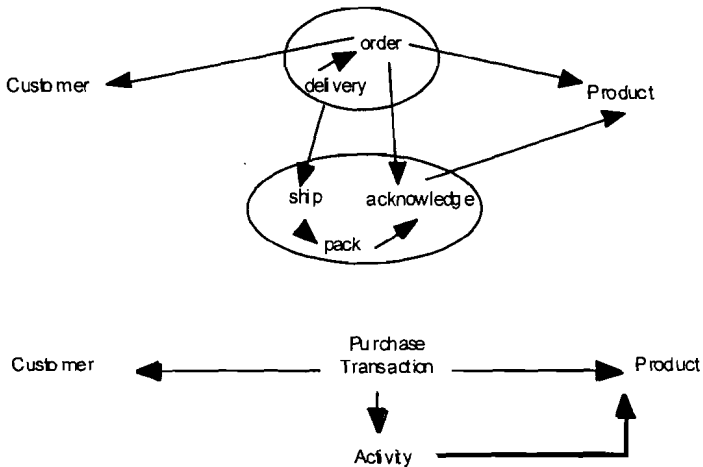 order
Customer
delivery
Product
ship acknowledge
pack
Purchase
Customer Transaction Product
Activity